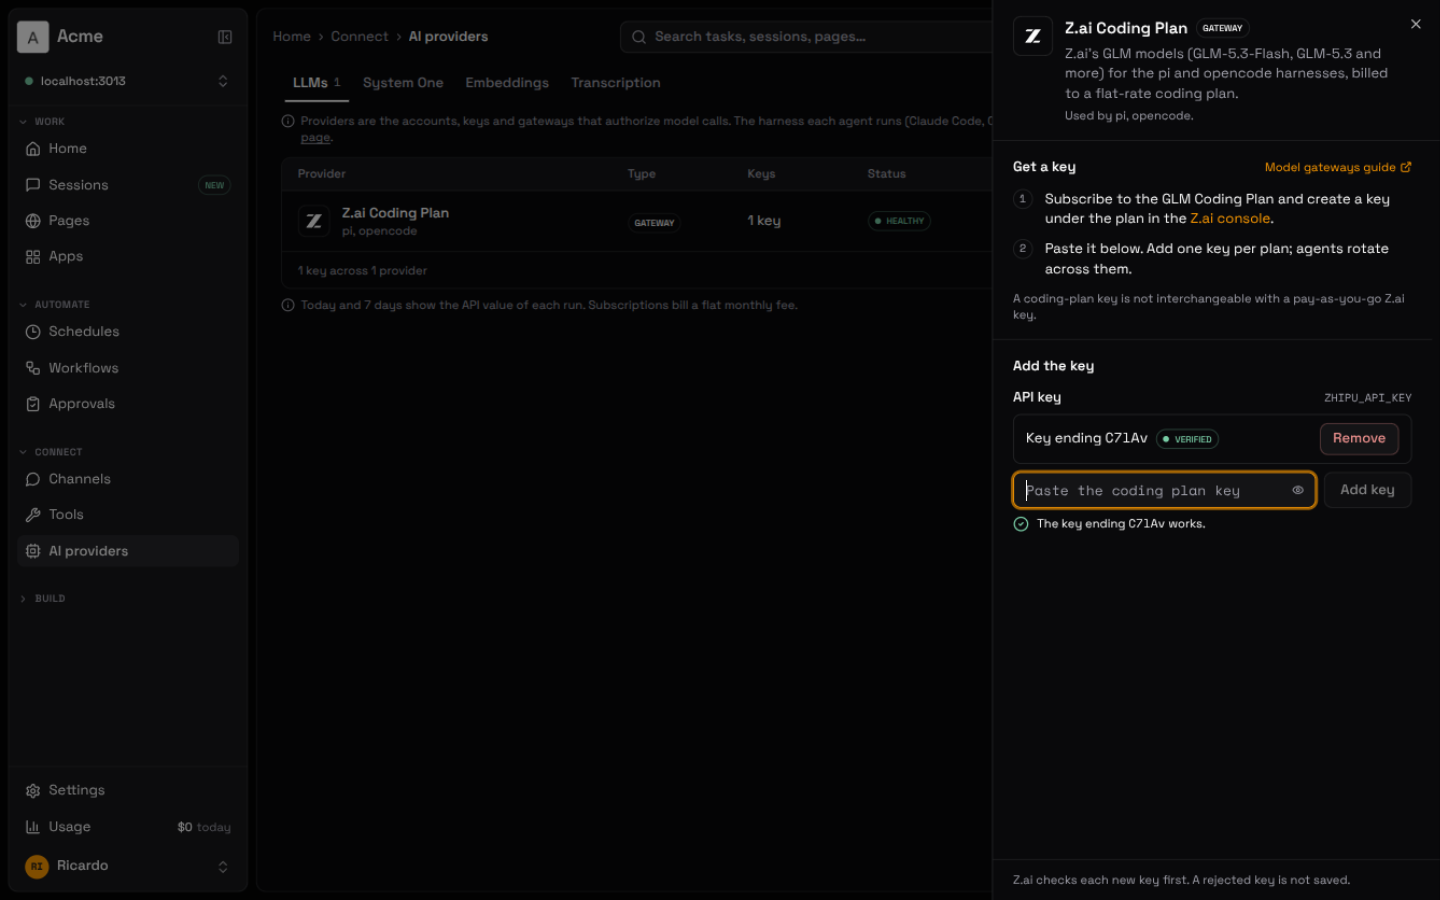 A Acme
localhost:3013
WORK
Home
Sessions NEW
Pages
Apps
AUTOMATE
Schedules
Workflows
Approvals
CONNECT
Channels
Tools
AI providers
BUILD
Settings
Usage $0 today
RI Ricardo
Home › Connect › AI providers
Search tasks, sessions, pages...
LLMs 1 System One Embeddings Transcription
Providers are the accounts, keys and gateways that authorize model calls. The harness each agent runs (Claude Code,
page.
Provider Type Keys Status
Z.ai Coding Plan
pi, opencode
GATEWAY 1 key HEALTHY
1 key across 1 provider
Today and 7 days show the API value of each run. Subscriptions bill a flat monthly fee.
Z.ai Coding Plan GATEWAY
Z.ai's GLM models (GLM-5.3-Flash, GLM-5.3 and
more) for the pi and opencode harnesses, billed
to a flat-rate coding plan.
Used by pi, opencode.
Get a key Model gateways guide
1 Subscribe to the GLM Coding Plan and create a key
under the plan in the Z.ai console.
2 Paste it below. Add one key per plan; agents rotate
across them.
A coding-plan key is not interchangeable with a pay-as-you-go Z.ai
key.
Add the key
API key ZHIPU_API_KEY
Key ending C7lAv VERIFIED Remove
Paste the coding plan key Add key
The key ending C7lAv works.
Z.ai checks each new key first. A rejected key is not saved.